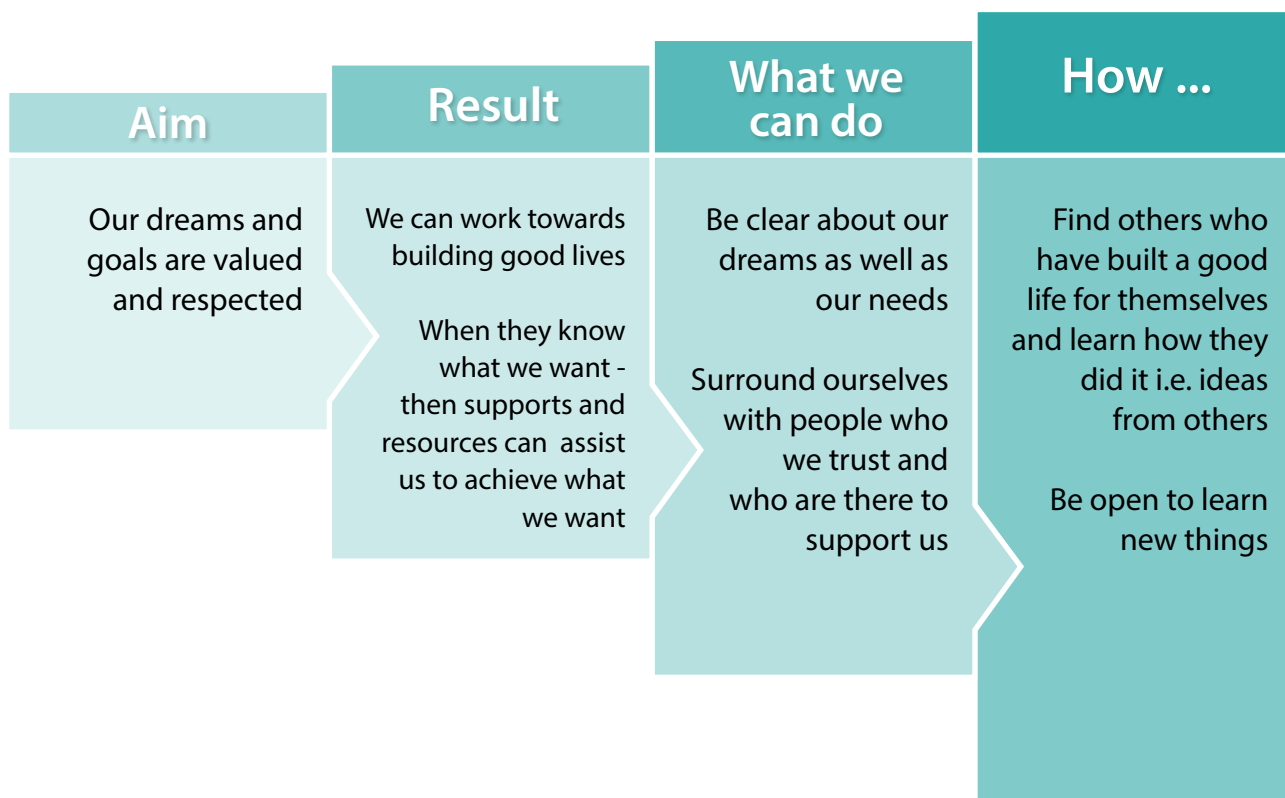 Aim
Our dreams and
goals are valued
and respected
Result
We can work towards
building good lives
When they know
what we want -
then supports and
resources can  assist
us to achieve what
we want
What we
can do
Be clear about our
dreams as well as
our needs
Surround ourselves
with people who
we trust and
who are there to
support us
How ...
Find others who
have built a good
life for themselves
and learn how they
did it i.e. ideas
from others
Be open to learn
new things